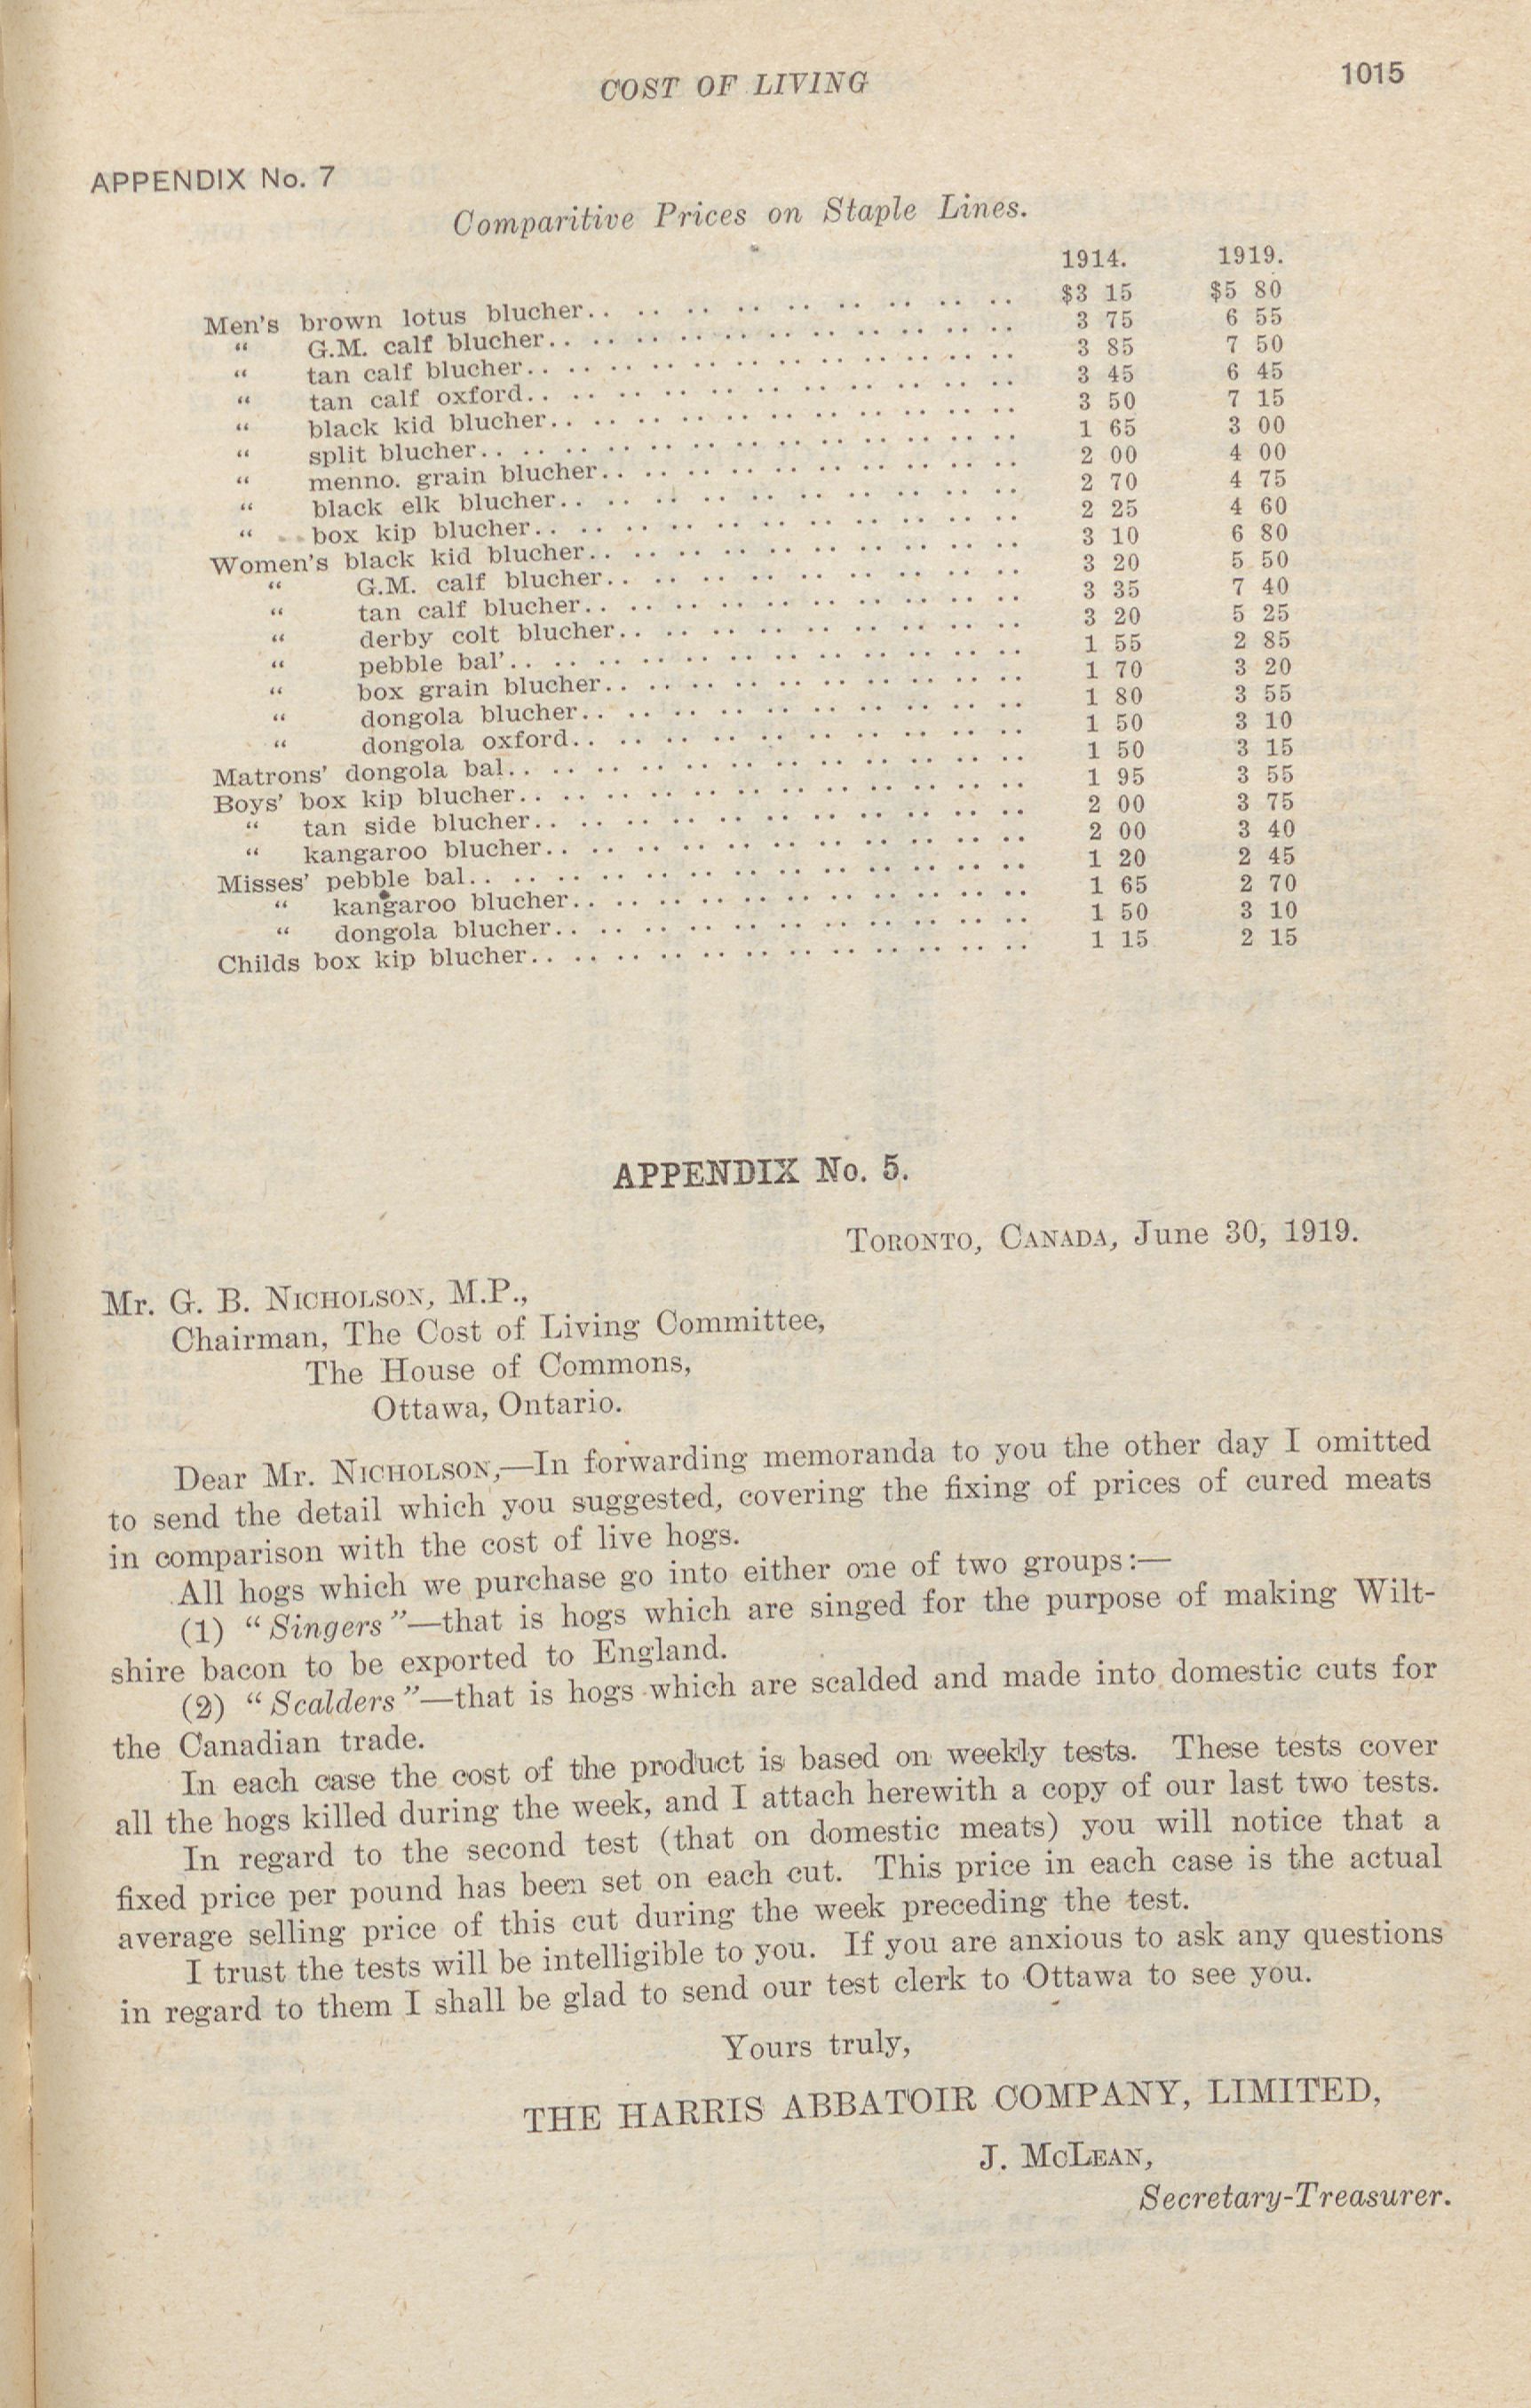 COST OF LIVING 1015
APPENDIX No. 7
Comparitive Prices on Staple Lines.
1914. 1919.
Men's brown lotus blucher.. .. .. .. .. .. .. .. .. .. $3 15 $5 80
“ G.M. calf blucher.. .. .. .. .. .. .. .. .. .. .. 3 75 6 55
“ tan calf blucher.. .. .. .. .. .. .. .. .. .. .. 3 85 7 50
“ tan calf oxford.. .. .. .. .. .. .. .. .. .. .. 3 45 6 45
“ black kid blucher.. .. .. .. .. .. .. .. .. .. .. 3 50 7 15
“ split blucher.. .. .. .. .. .. .. .. .. .. .. .. 1 65 3 00
“ menno. grain blucher.. .. .. .. .. .. .. .. .. .. 2 00 4 00
“ black elk blucher.. .. .. .. .. .. .. .. .. .. .. 2 70 4 75
“ box kip blucher.. .. .. .. .. .. .. .. .. .. .. 2 25 4 60
Women's black kid blucher.. .. .. .. .. .. .. .. .. .. 3 10 6 80
“ G.M. calf blucher.. .. .. .. .. .. .. .. .. .. 3 20 5 50
“ tan calf blucher.. .. .. .. .. .. .. .. .. .. 3 35 7 40
“ derby colt blucher.. .. .. .. .. .. .. .. .. .. 3 20 5 25
“ pebble bal'.. .. .. .. .. .. .. .. .. .. .. .. 1 55 2 85
“ box grain blucher.. .. .. .. .. .. .. .. .. .. 1 70 3 20
“ dongola blucher.. .. .. .. .. .. .. .. .. .. .. 1 80 3 55
“ dongola oxford.. .. .. .. .. .. .. .. .. .. .. 1 50 3 10
Matrons' dongola bal.. .. .. .. .. .. .. .. .. .. .. .. 1 50 3 15
Boys' box kip blucher.. .. .. .. .. .. .. .. .. .. .. .. 1 95 3 55
“ tan side blucher.. .. .. .. .. .. .. .. .. .. .. .. 2 00 3 75
“ kangaroo blucher.. .. .. .. .. .. .. .. .. .. .. .. 2 00 3 40
Misses' pebble bal.. .. .. .. .. .. .. .. .. .. .. .. .. 1 20 2 45
“ kangaroo blucher.. .. .. .. .. .. .. .. .. .. .. 1 65 2 70
“ dongola blucher.. .. .. .. .. .. .. .. .. .. .. 1 50 3 10
Childs box kip blucher.. .. .. .. .. .. .. .. .. .. .. .. 1 15 2 15
APPENDIX No. 5.
TORONTO, CANADA, June 30, 1919.
Mr. G. B. NICHOLSON, M.P.,
Chairman, The Cost of Living Committee,
The House of Commons,
Ottawa, Ontario.
Dear Mr. NICHOLSON,—In forwarding memoranda to you the other day I omitted
to send the detail which you suggested, covering the fixing of prices of cured meats
in comparison with the cost of live hogs.
All hogs which we purchase go into either one of two groups:—
(1) “Singers”—that is hogs which are singed for the purpose of making Wilt-
shire bacon to be exported to England.
(2) “Scalders”—that is hogs which are scalded and made into domestic cuts for
the Canadian trade.
In each case the cost of the product is based on weekly tests. These tests cover
all the hogs killed during the week, and I attach herewith a copy of our last two tests.
In regard to the second test (that on domestic meats) you will notice that a
fixed price per pound has been set on each cut. This price in each case is the actual
average selling price of this cut during the week preceding the test.
I trust the tests will be intelligible to you. If you are anxious to ask any questions
in regard to them I shall be glad to send our test clerk to Ottawa to see you.
Yours truly,
THE HARRIS ABBATOIR COMPANY, LIMITED,
J. MCLEAN,
Secretary-Treasurer.